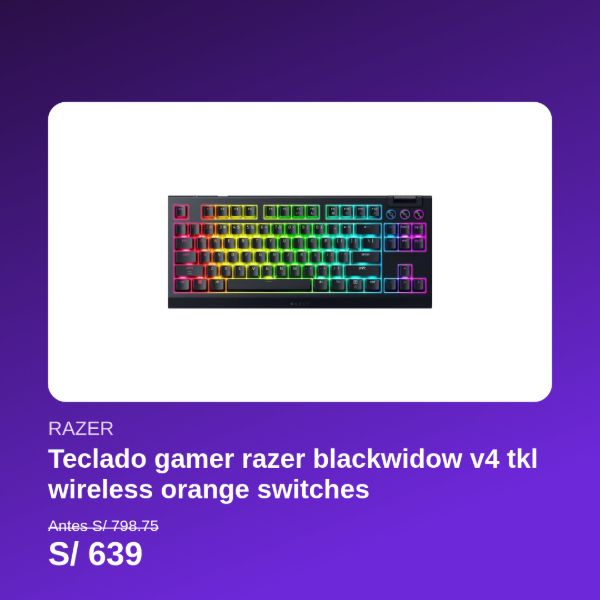 RAZER
Teclado gamer razer blackwidow v4 tkl
wireless orange switches
Antes S/ 798.75
S/ 639